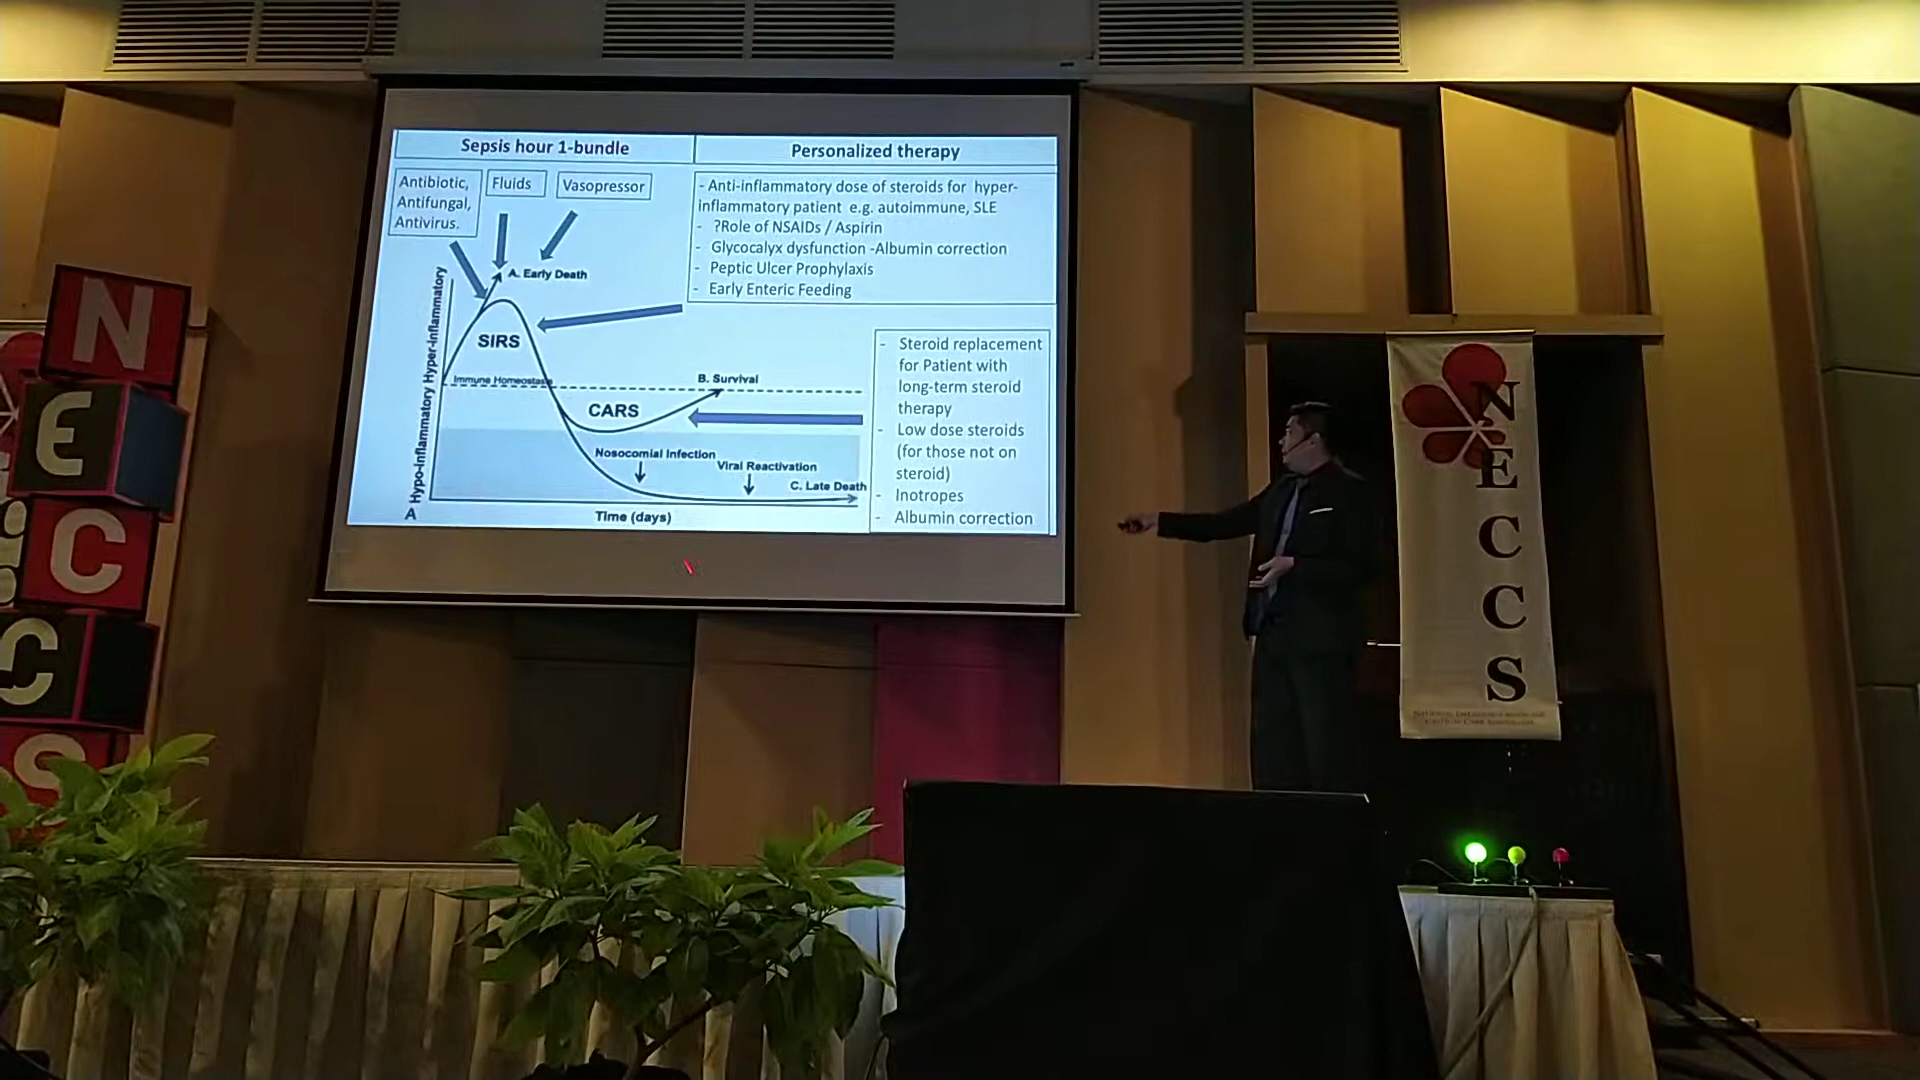 Sepsis hour 1-bundle
Personalized therapy
Antibiotic,
Antifungal,
Antivirus.
Fluids
Vasopressor
- Anti-inflammatory dose of steroids for hyper-
inflammatory patient e.g. autoimmune, SLE
- ?Role of NSAIDs / Aspirin
- Glycocalyx dysfunction -Albumin correction
- Peptic Ulcer Prophylaxis
- Early Enteric Feeding
A. Early Death
SIRS
Immune Homeostasis
B. Survival
CARS
Nosocomial Infection
Viral Reactivation
C. Late Death
Hypo-inflammatory Hyper-inflammatory
A
Time (days)
- Steroid replacement
for Patient with
long-term steroid
therapy
- Low dose steroids
(for those not on
steroid)
- Inotropes
- Albumin correction
N
E
C
C
S
N
E
C
C
S